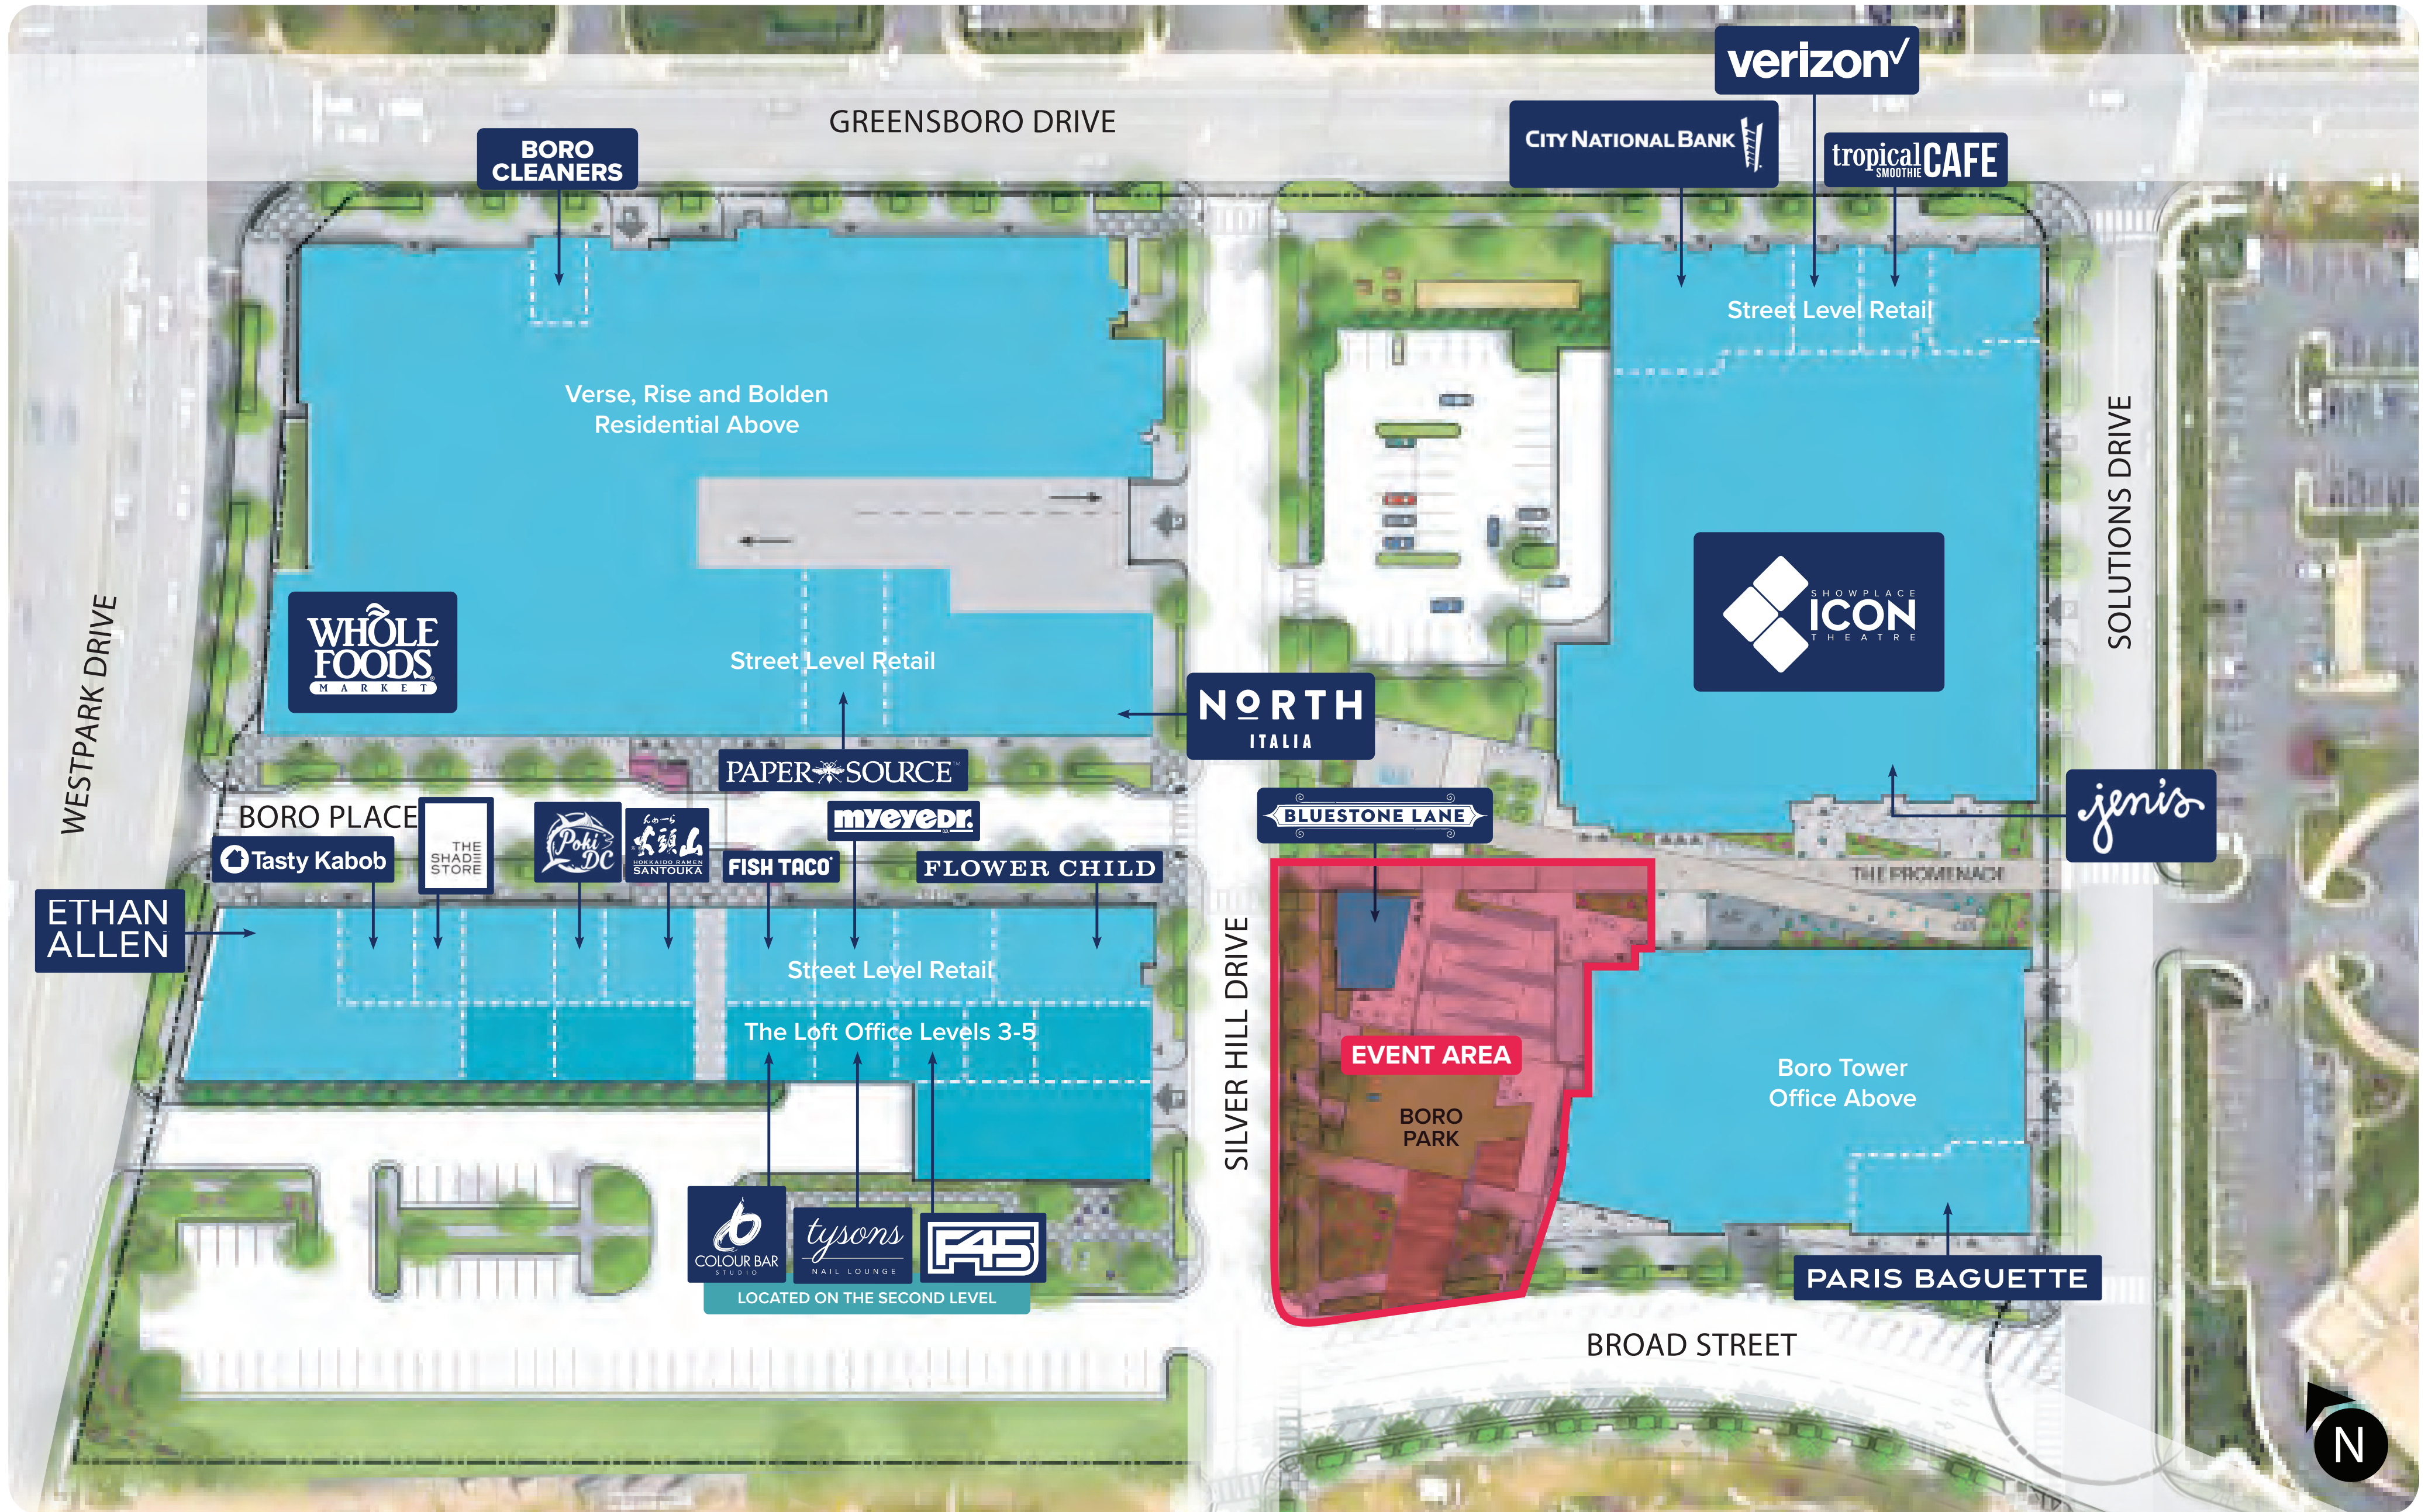 verizon✓
GREENSBORO DRIVE
CITY NATIONAL BANK
BORO
CLEANERS
tropical
SMOOTHIE CAFE
Street Level Retail
Verse, Rise and Bolden
Residential Above
SOLUTIONS DRIVE
SHOWPLACE
ICON
THEATRE
WESTPARK DRIVE
WHOLE
FOODS
MARKET
Street Level Retail
NORTH
ITALIA
PAPER SOURCE™
BORO PLACE
THE
SHADE
STORE
Poki
DC
HOKKAIDO RAMEN
SANTOUKA
myeyedr.
BLUESTONE LANE
jeni's
Tasty Kabob
FISH TACO
FLOWER CHILD
THE PROMENADE
ETHAN
ALLEN
SILVER HILL DRIVE
Street Level Retail
The Loft Office Levels 3-5
EVENT AREA
Boro Tower
Office Above
BORO
PARK
COLOUR BAR
STUDIO
tysons
NAIL LOUNGE
F45
LOCATED ON THE SECOND LEVEL
PARIS BAGUETTE
BROAD STREET
N